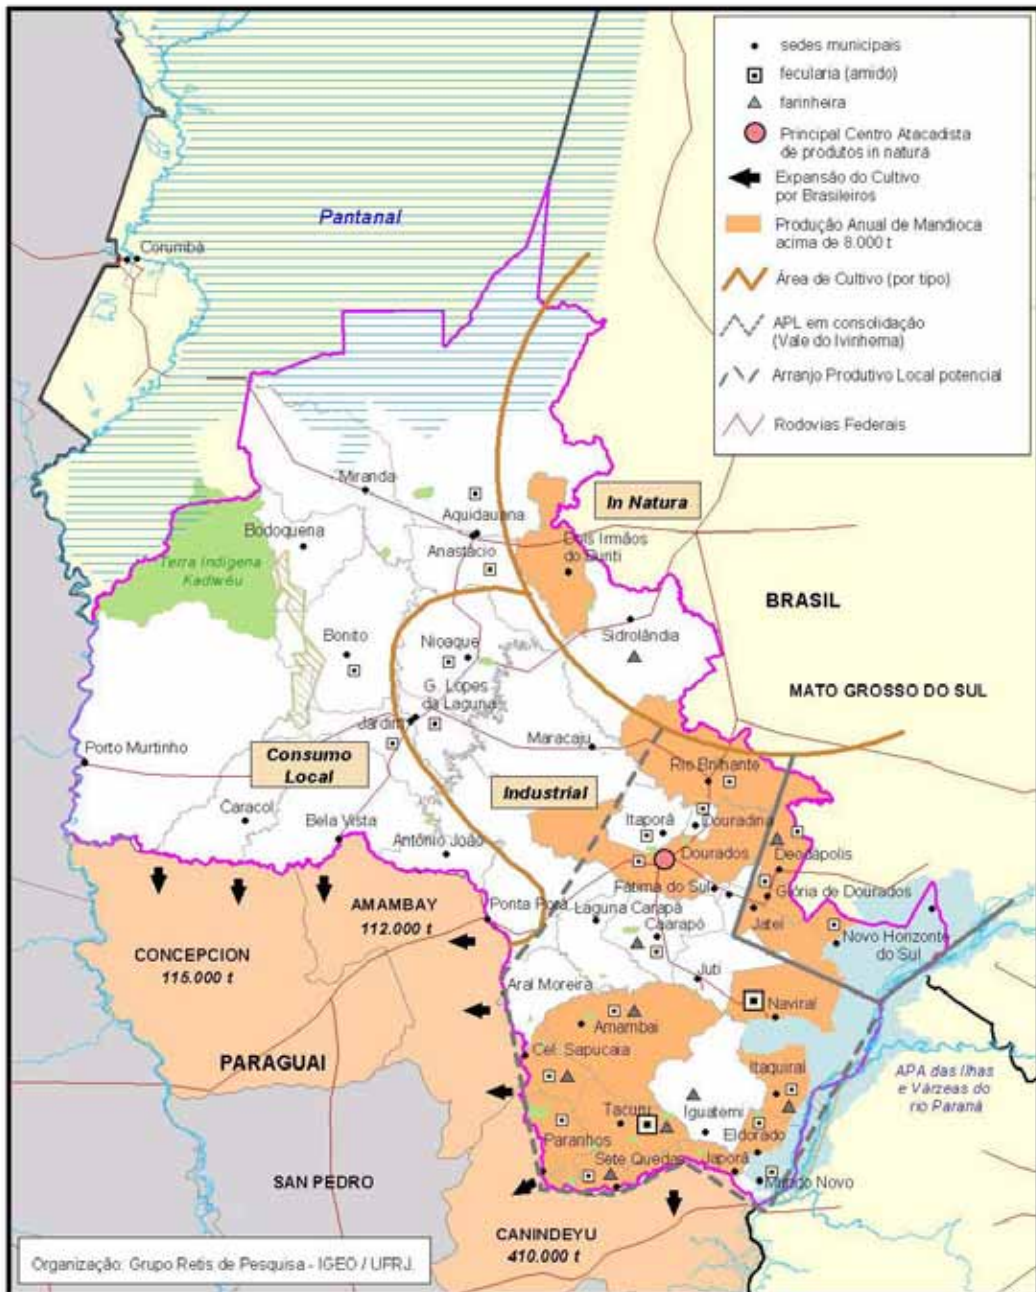 sedes municipais
fecularia (amido)
farinheira
Principal Centro Atacadista
de produtos in natura
Expansão do Cultivo
por Brasileiros
Produção Anual de Mandioca
acima de 8.000 t
Área de Cultivo (por tipo)
APL em consolidação
(Vale do Ivinhema)
Arranjo Produtivo Local potencial
Rodovias Federais
Pantanal
Corumbá
Miranda
Aquidauana
In Natura
Bodoquena
Anastácio
Dois Irmãos
do Buriti
Terra Indígena
Kadiwéu
BRASIL
Sidrolândia
Bonito
Nioaque
G. Lopes
da Laguna
MATO GROSSO DO SUL
Jardim
Maracaju
Porto Murtinho
Consumo
Local
Rio Brilhante
Industrial
Caracol
Itaporã
Douradina
Bela Vista
Antônio João
Dourados
Deodápolis
Fátima do Sul
Glória de Dourados
AMAMBAY
112.000 t
Ponta Porã
Laguna Carapã
Jateí
Caarapó
Novo Horizonte
do Sul
CONCEPCION
115.000 t
Juti
Aral Moreira
Naviraí
Amambai
PARAGUAI
Cel. Sapucaia
Itaquiraí
APA das Ilhas
e Várzeas do
rio Paraná
Tacuru
Iguatemi
Paranhos
Eldorado
Sete Quedas
Japorã
SAN PEDRO
Mundo Novo
CANINDEYU
410.000 t
Organização: Grupo Retis de Pesquisa - IGEO / UFRJ.